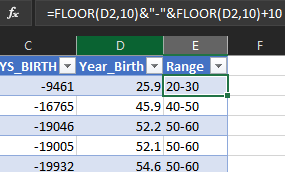 fx =FLOOR(D2,10)&"-"&FLOOR(D2,10)+10
C D E F
YS_BIRTH Year_Birth Range
-9461 25.9 20-30
-16765 45.9 40-50
-19046 52.2 50-60
-19005 52.1 50-60
-19932 54.6 50-60